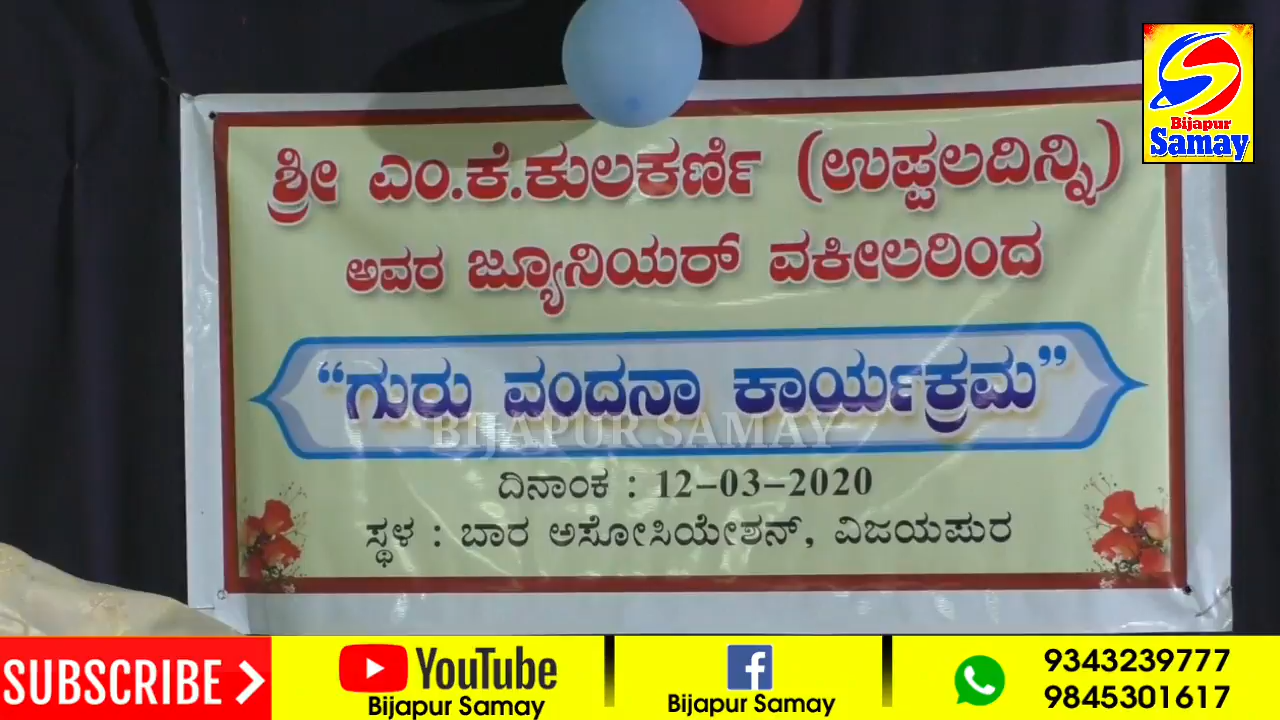 Bijapur
Samay
ಶ್ರೀ ಎಂ.ಕೆ.ಕುಲಕರ್ಣಿ (ಉಪ್ಪಲದಿನ್ನಿ)
ಅವರ ಜ್ಯೂನಿಯರ್ ವಕೀಲರಿಂದ
“ಗುರು ವಂದನಾ ಕಾರ್ಯಕ್ರಮ”
BIJAPUR SAMAY
ದಿನಾಂಕ : 12-03-2020
ಸ್ಥಳ : ಬಾರ ಅಸೋಸಿಯೇಶನ್, ವಿಜಯಪುರ
SUBSCRIBE
YouTube
Bijapur Samay
Bijapur Samay
9343239777
9845301617